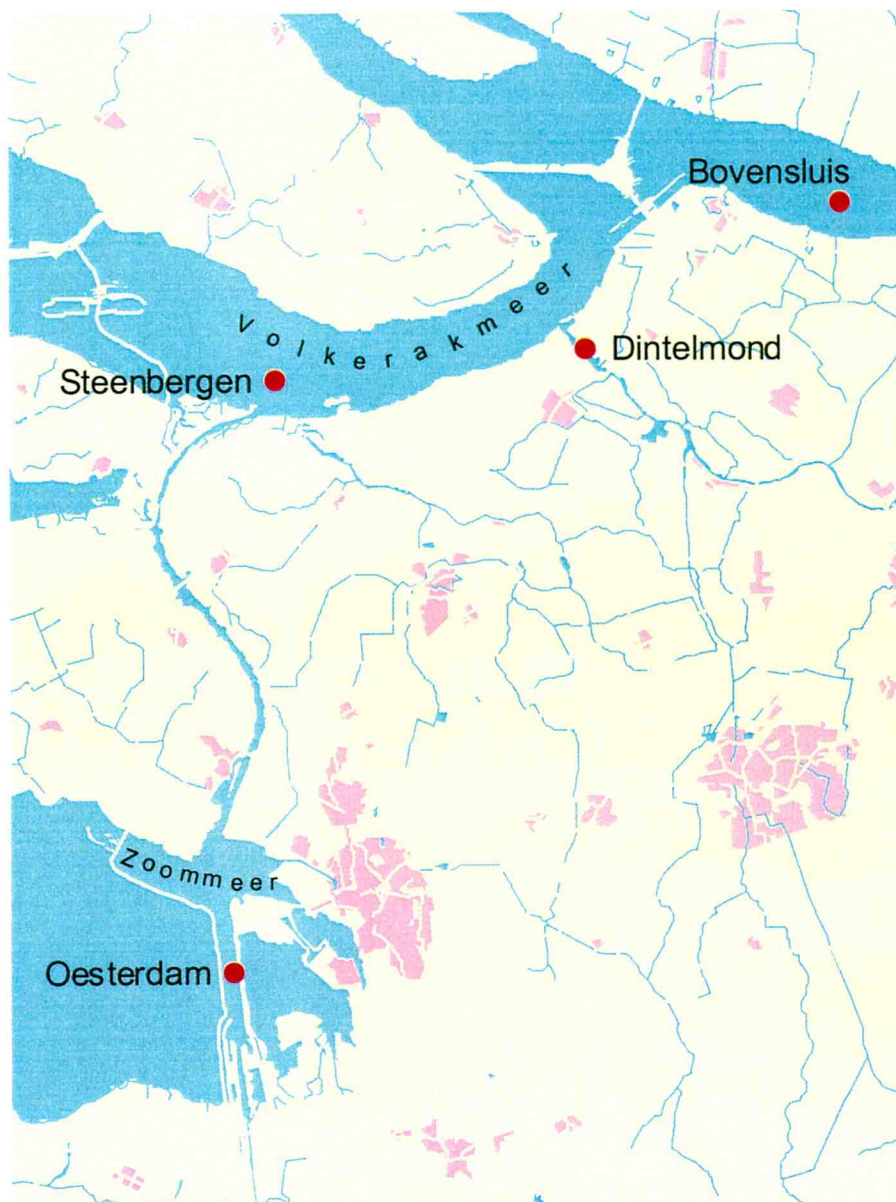 Bovensluis
Volkerakmeer
Dintelmond
Steenbergen
Zoommeer
Oesterdam